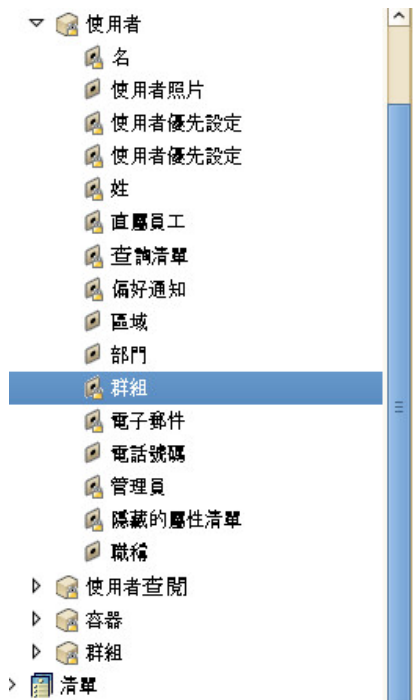 使用者
名
使用者照片
使用者優先設定
使用者優先設定
姓
直屬員工
查詢清單
偏好通知
區域
部門
群組
電子郵件
電話號碼
管理員
隱藏的屬性清單
職稱
使用者查閱
容器
群組
清單